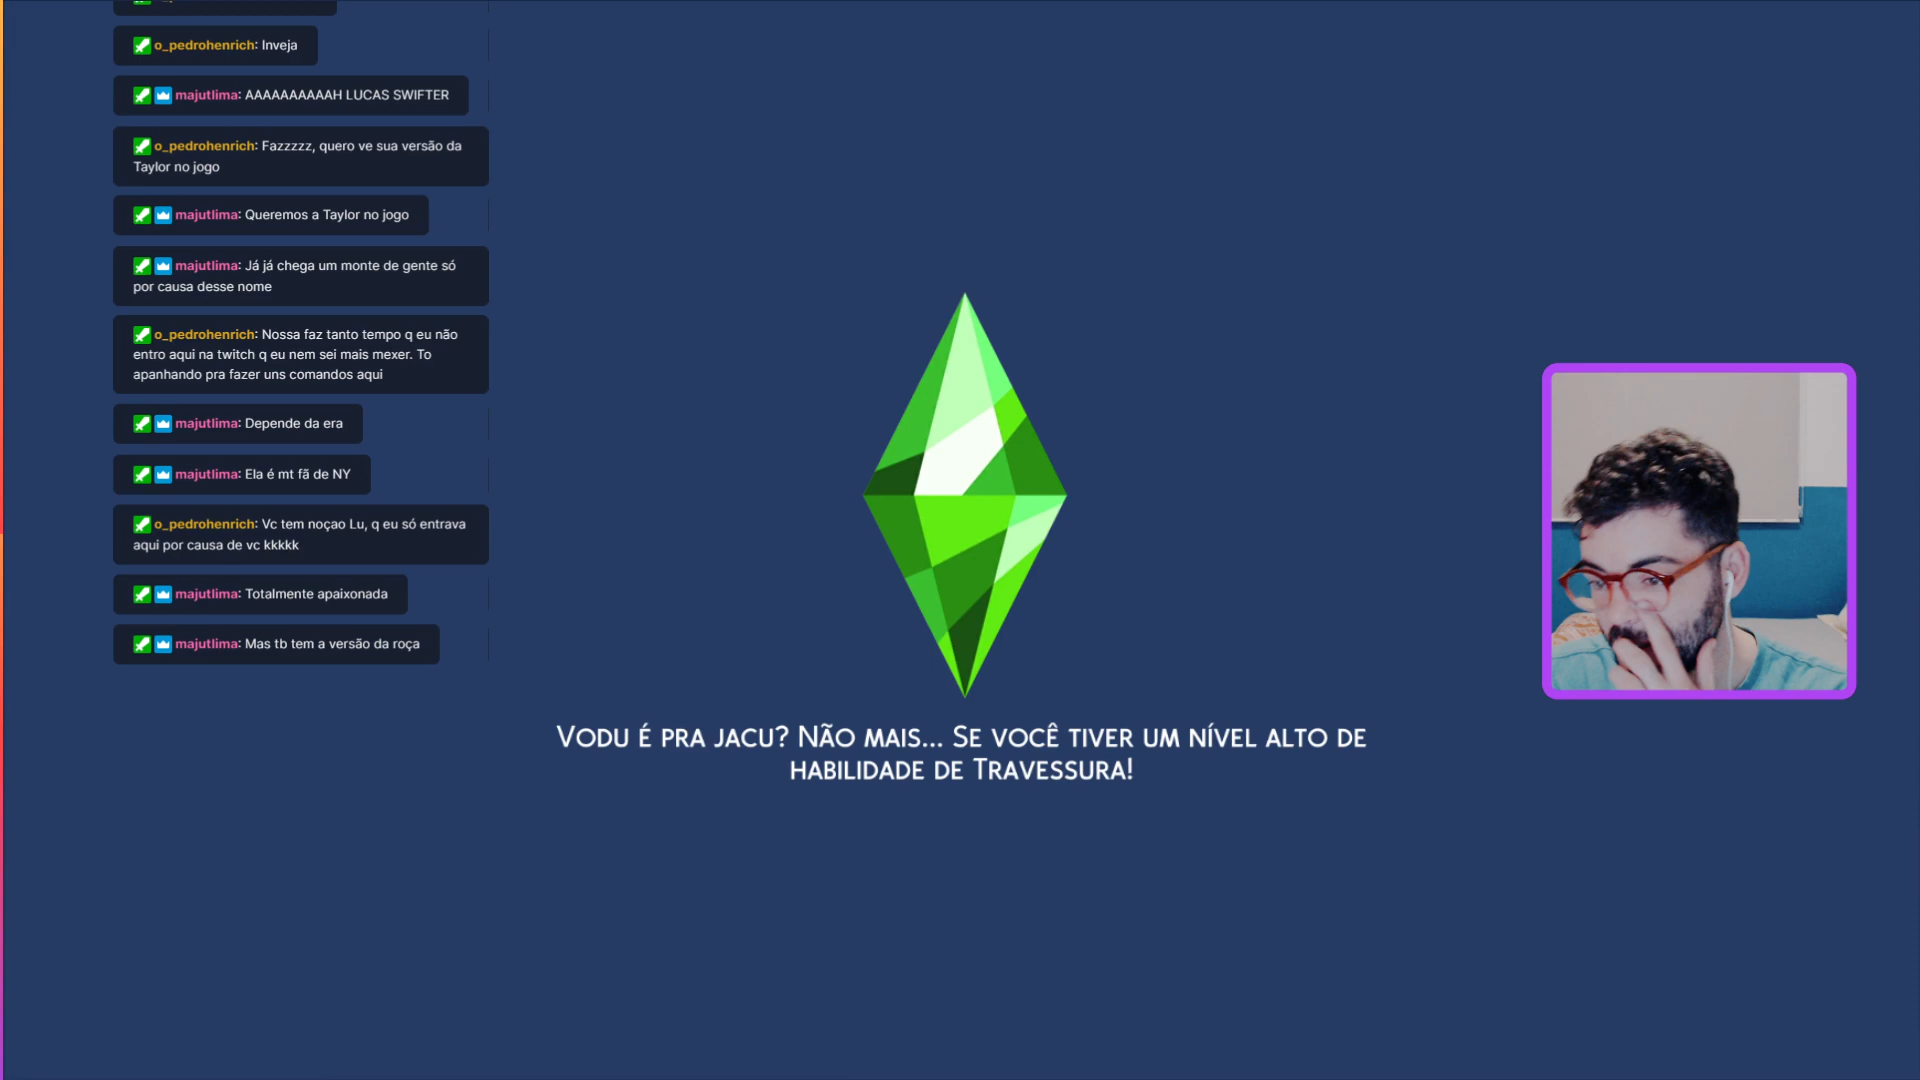 o_pedrohenrich: Inveja
majutlima: AAAAAAAAAAH LUCAS SWIFTER
o_pedrohenrich: Fazzzzz, quero ve sua versão da
Taylor no jogo
majutlima: Queremos a Taylor no jogo
majutlima: Já já chega um monte de gente só
por causa desse nome
o_pedrohenrich: Nossa faz tanto tempo q eu não
entro aqui na twitch q eu nem sei mais mexer. To
apanhando pra fazer uns comandos aqui
majutlima: Depende da era
majutlima: Ela é mt fã de NY
o_pedrohenrich: Vc tem noçao Lu, q eu só entrava
aqui por causa de vc kkkkk
majutlima: Totalmente apaixonada
majutlima: Mas tb tem a versão da roça
Vodu é pra jacu? Não mais... Se você tiver um nível alto de
habilidade de Travessura!